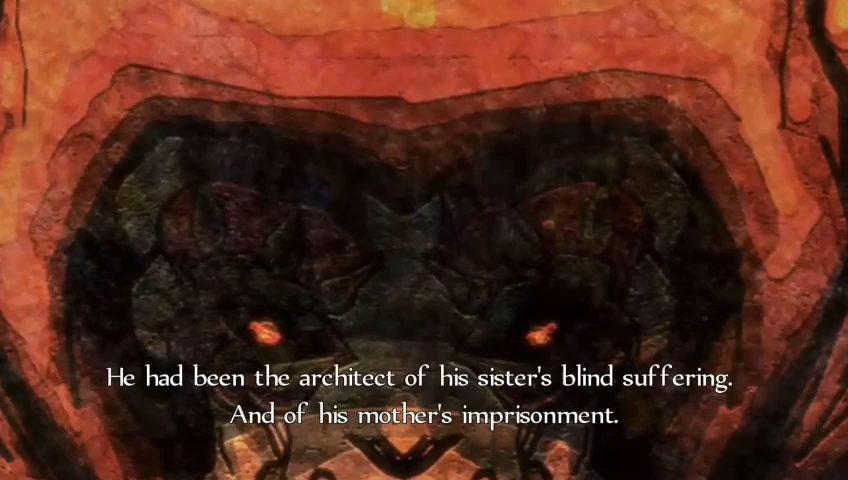 He had been the architect of his sister's blind suffering.
And of his mother's imprisonment.